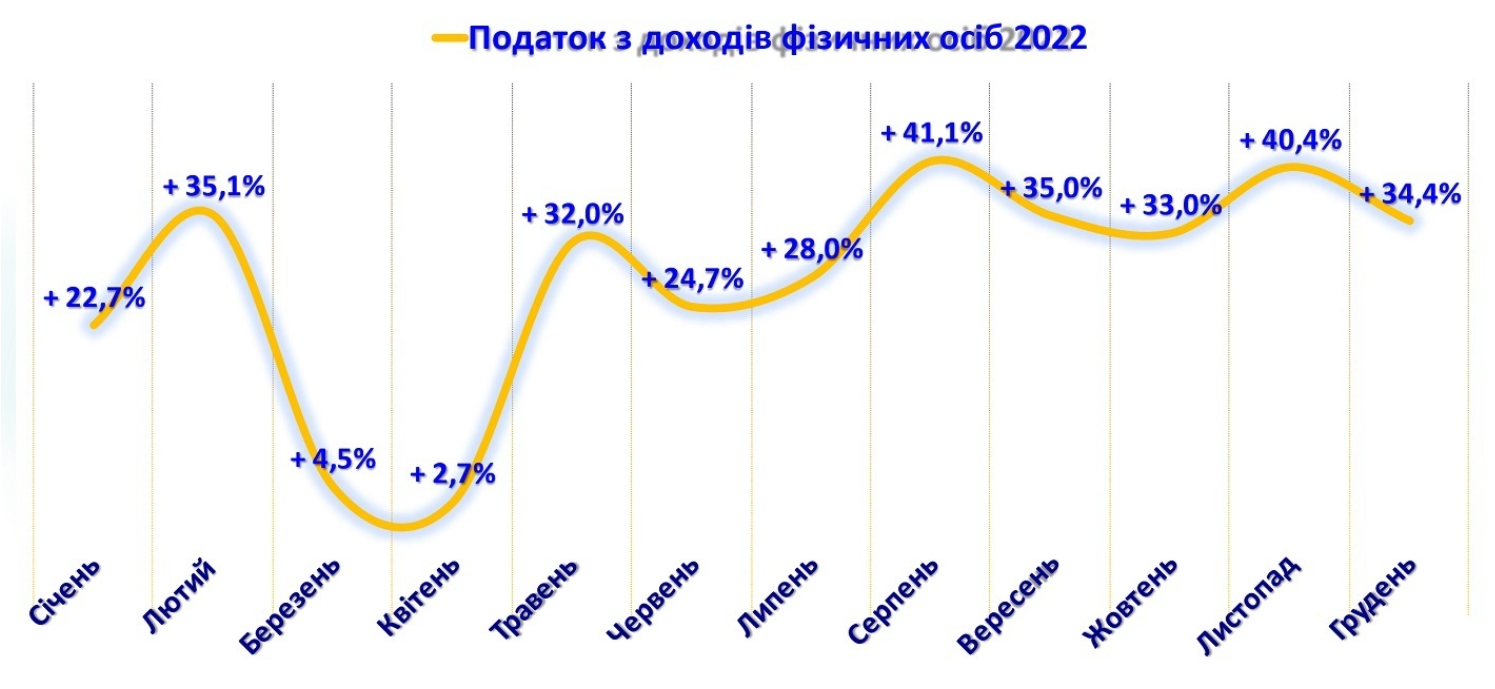 Податок з доходів фізичних осіб 2022
+ 22,7%
+ 35,1%
+ 4,5%
+ 2,7%
+ 32,0%
+ 24,7%
+ 28,0%
+ 41,1%
+ 35,0%
+ 33,0%
+ 40,4%
+ 34,4%
Січень
Лютий
Березень
Квітень
Травень
Червень
Липень
Серпень
Вересень
Жовтень
Листопад
Грудень